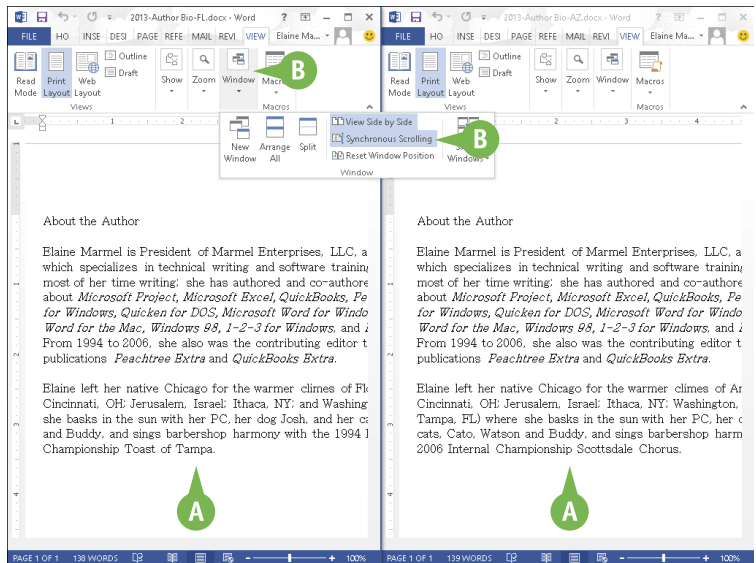 2013-Author Bio-FL.docx - Word
FILE HO INSE DESI PAGE REFE MAIL REVI VIEW Elaine Ma...
Read Mode
Print Layout
Web Layout
Outline
Draft
Views
Show
Zoom
Window
Macros
B
New Window
Arrange All
Split
View Side by Side
Synchronous Scrolling
Reset Window Position
Windows
Window
B
About the Author
Elaine Marmel is President of Marmel Enterprises, LLC, a
which specializes in technical writing and software training
most of her time writing; she has authored and co-authore
about Microsoft Project, Microsoft Excel, QuickBooks, Pe
for Windows, Quicken for DOS, Microsoft Word for Windo
Word for the Mac, Windows 98, 1-2-3 for Windows, and
From 1994 to 2006, she also was the contributing editor t
publications Peachtree Extra and QuickBooks Extra.
Elaine left her native Chicago for the warmer climes of Flo
Cincinnati, OH; Jerusalem, Israel; Ithaca, NY; and Washing
she basks in the sun with her PC, her dog Josh, and her ca
and Buddy, and sings barbershop harmony with the 1994
Championship Toast of Tampa.
A
PAGE 1 OF 1 138 WORDS 100%
2013-Author Bio-AZ.docx - Word
FILE HO INSE DESI PAGE REFE MAIL REVI VIEW Elaine Ma...
Read Mode
Print Layout
Web Layout
Outline
Draft
Views
Show
Zoom
Window
Macros
Macros
About the Author
Elaine Marmel is President of Marmel Enterprises, LLC, a
which specializes in technical writing and software training
most of her time writing; she has authored and co-authore
about Microsoft Project, Microsoft Excel, QuickBooks, Pe
for Windows, Quicken for DOS, Microsoft Word for Windo
Word for the Mac, Windows 98, 1-2-3 for Windows, and
From 1994 to 2006, she also was the contributing editor t
publications Peachtree Extra and QuickBooks Extra.
Elaine left her native Chicago for the warmer climes of Ar
Cincinnati, OH; Jerusalem, Israel; Ithaca, NY; Washington,
Tampa, FL) where she basks in the sun with her PC, her
cats, Cato, Watson and Buddy, and sings barbershop harm
2006 Internal Championship Scottsdale Chorus.
A
PAGE 1 OF 1 139 WORDS 100%